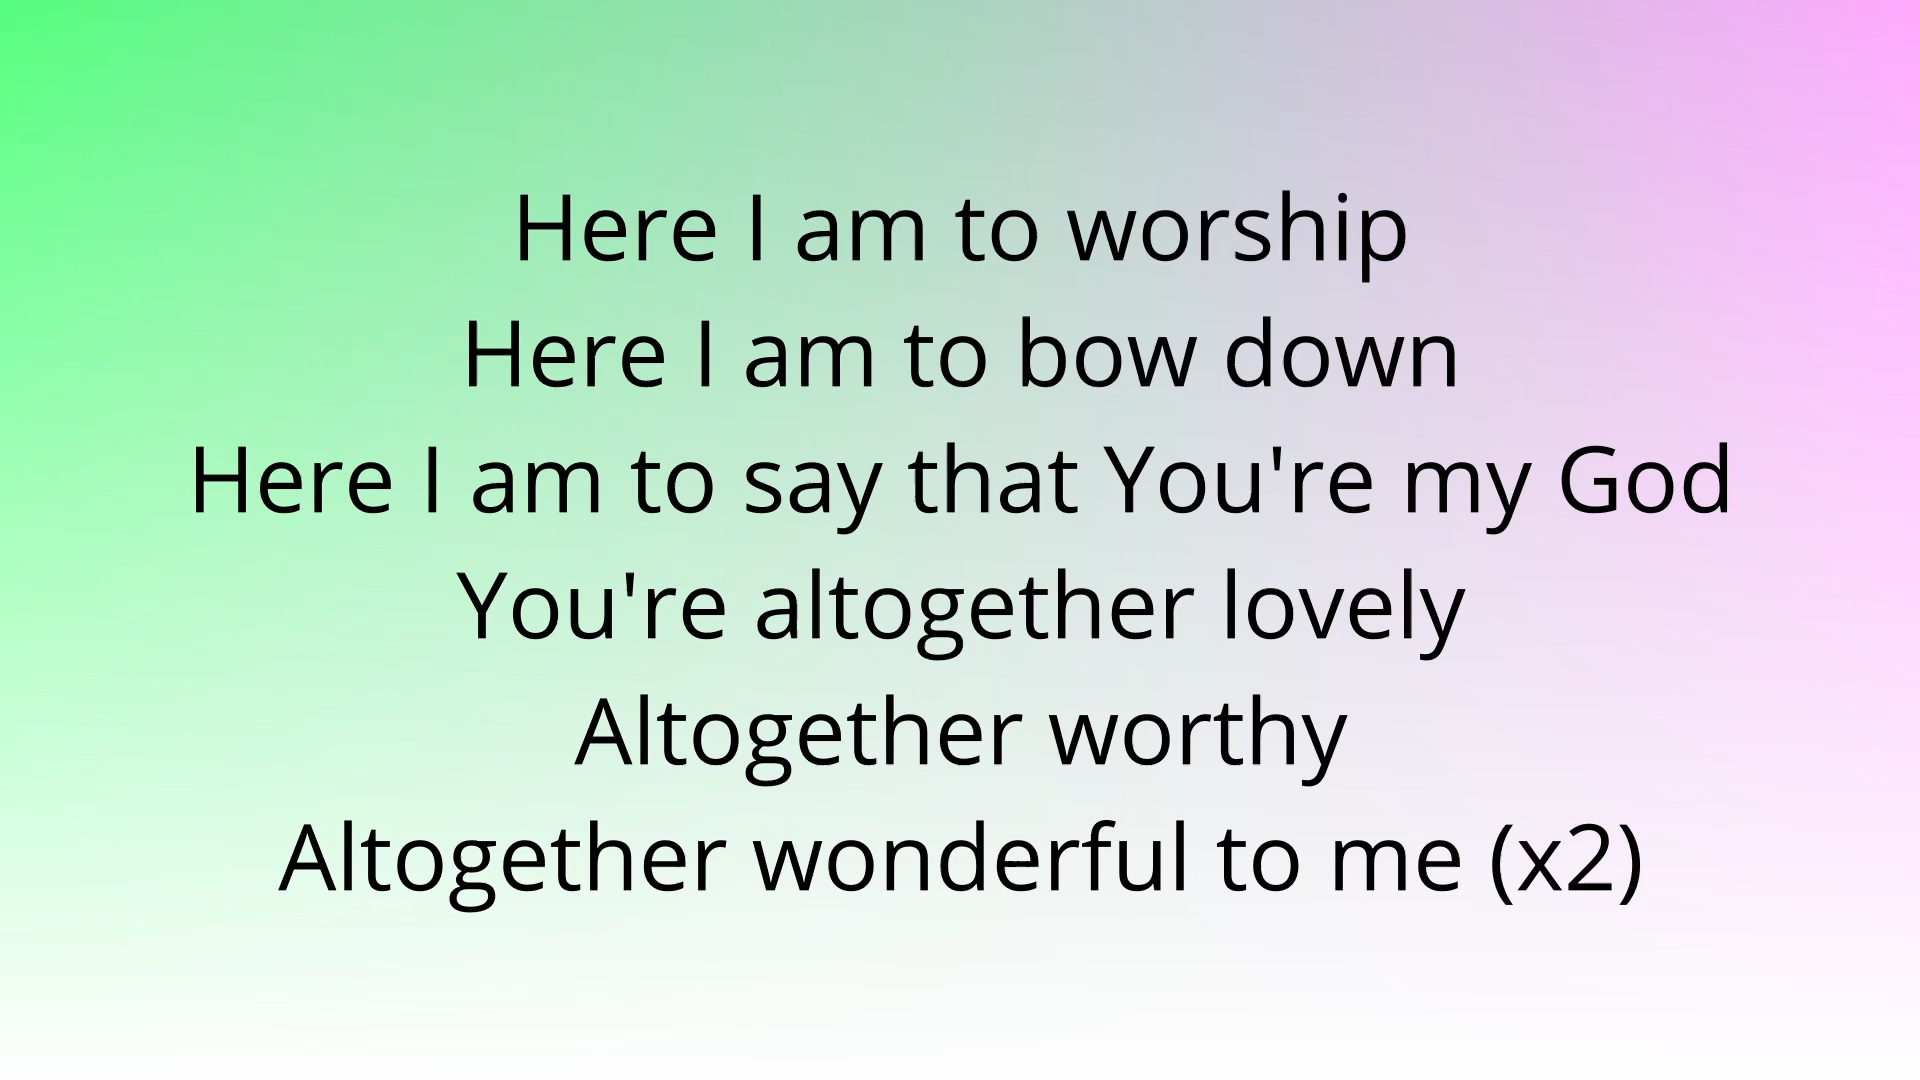 Here I am to worship
Here I am to bow down
Here I am to say that You're my God
You're altogether lovely
Altogether worthy
Altogether wonderful to me (x2)